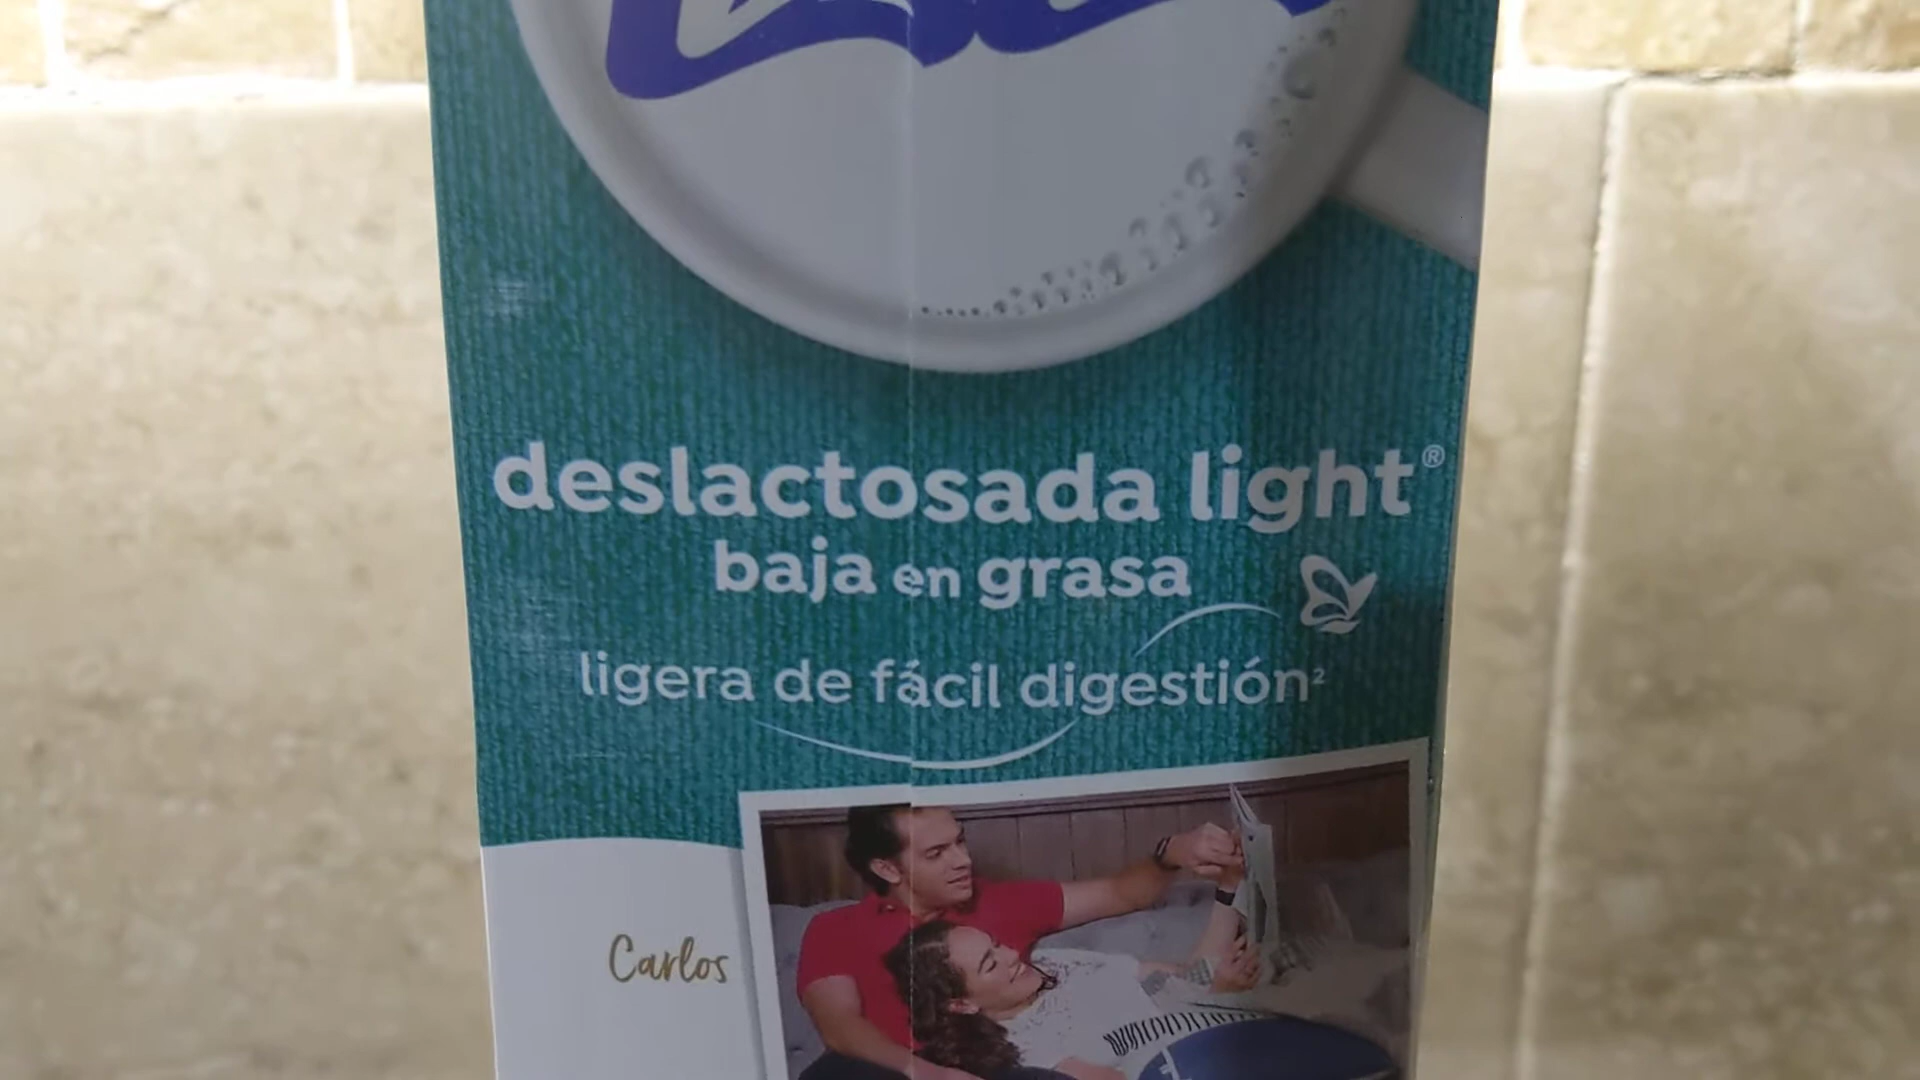 deslactosada light®
baja en grasa
ligera de fácil digestión²
Carlos